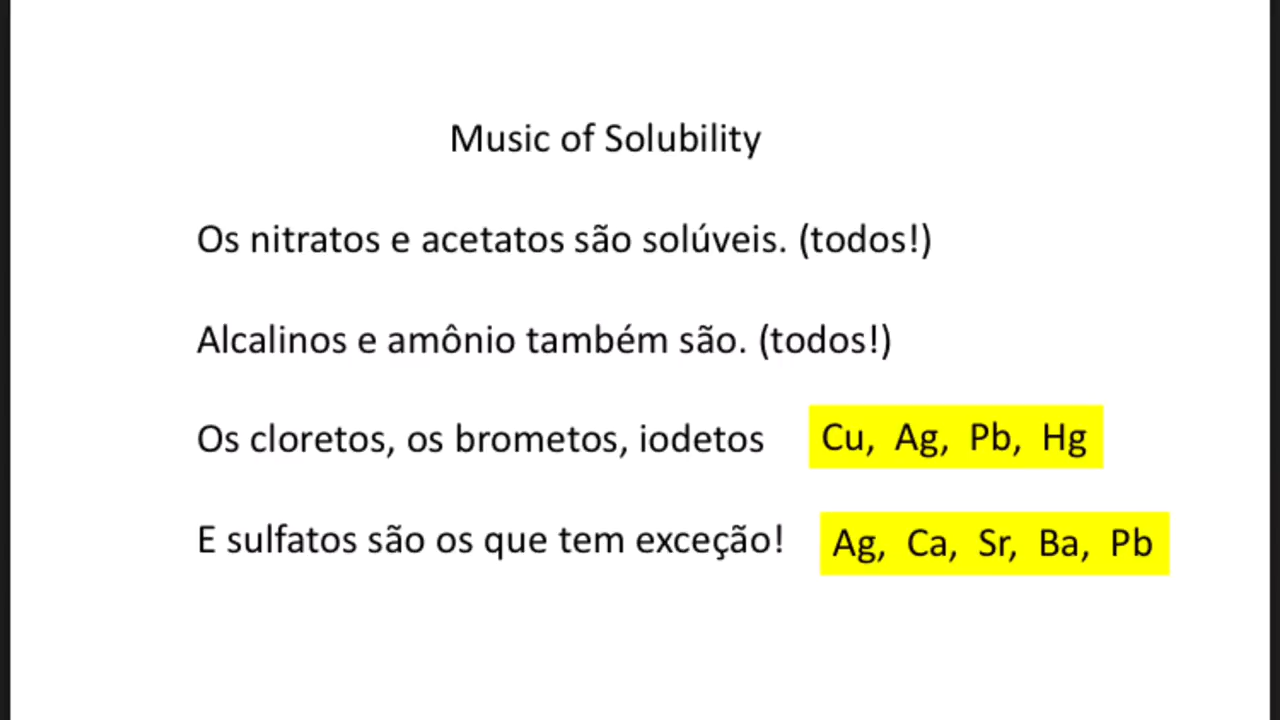 Music of Solubility
Os nitratos e acetatos são solúveis. (todos!)
Alcalinos e amônio também são. (todos!)
Os cloretos, os brometos, iodetos Cu, Ag, Pb, Hg
E sulfatos são os que tem exceção! Ag, Ca, Sr, Ba, Pb